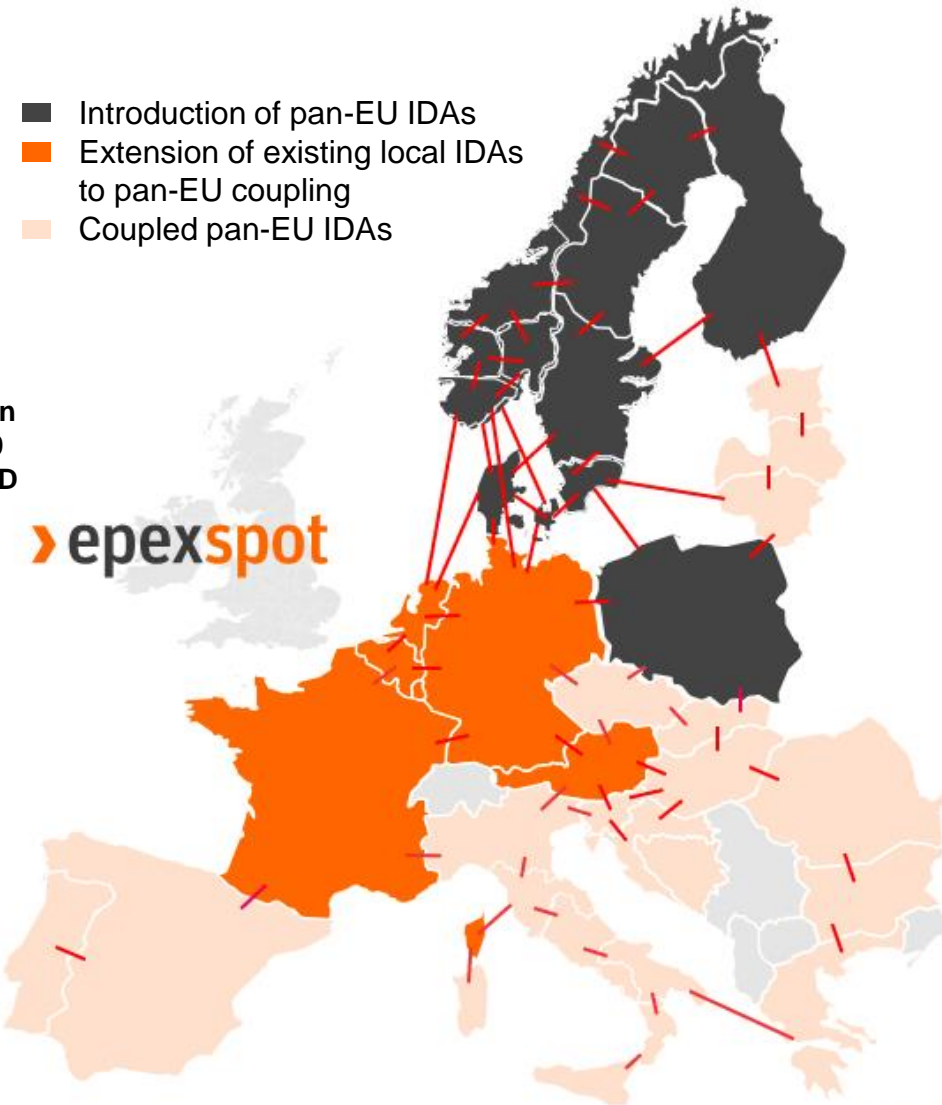 Introduction of pan-EU IDAs
Extension of existing local IDAs
to pan-EU coupling
Coupled pan-EU IDAs
n
D
epexspot